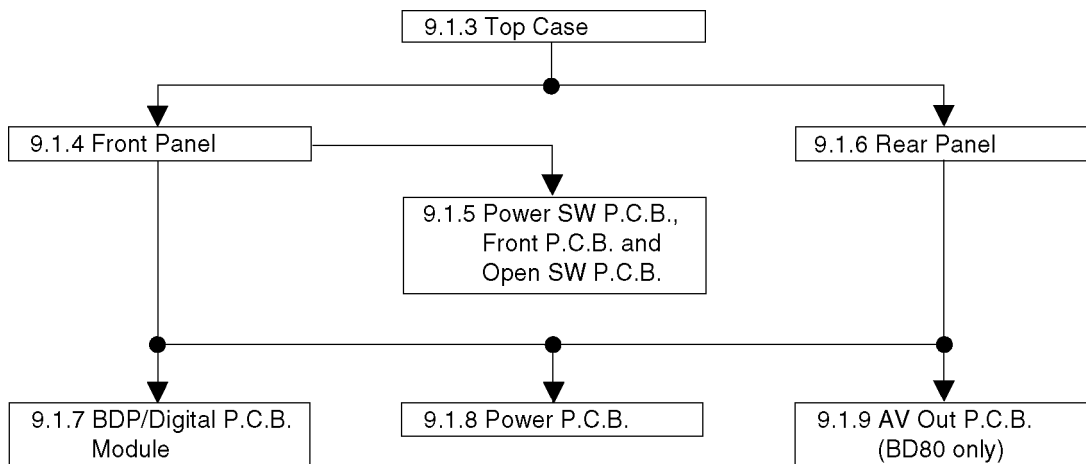 9.1.3 Top Case
9.1.4 Front Panel
9.1.6 Rear Panel
9.1.5 Power SW P.C.B.,
Front P.C.B. and
Open SW P.C.B.
9.1.7 BDP/Digital P.C.B.
Module
9.1.8 Power P.C.B.
9.1.9 AV Out P.C.B.
(BD80 only)